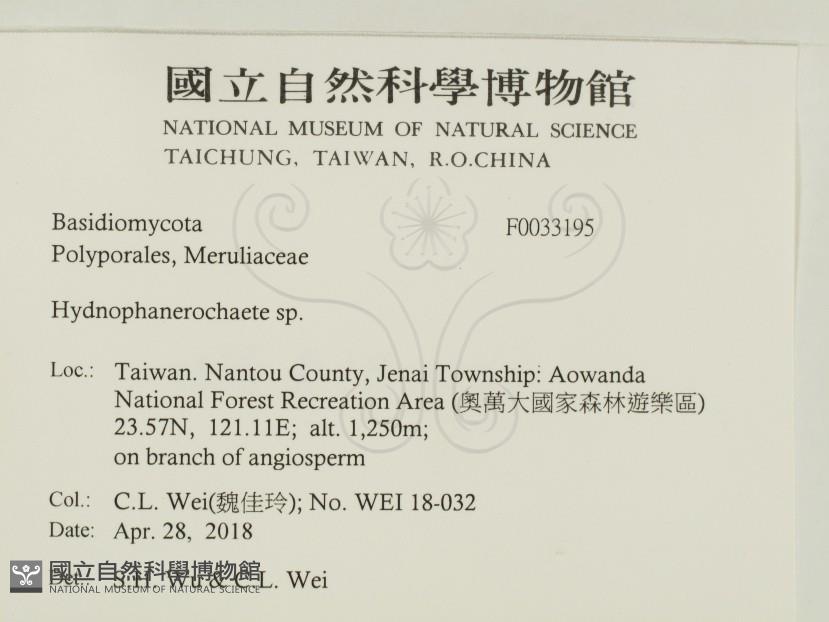 國立自然科學博物館
NATIONAL MUSEUM OF NATURAL SCIENCE
TAICHUNG, TAIWAN, R.O.CHINA
Basidiomycota
F0033195
Polyporales, Meruliaceae
Hydnophanerochaete sp.
Loc.: Taiwan. Nantou County, Jenai Township: Aowanda
National Forest Recreation Area (奧萬大國家森林遊樂區)
23.57N, 121.11E; alt. 1,250m;
on branch of angiosperm
Col.: C.L. Wei(魏佳玲); No. WEI 18-032
Date: Apr. 28, 2018
Det.: S.H. Wu & C.L. Wei
國立自然科學博物館
NATIONAL MUSEUM OF NATURAL SCIENCE